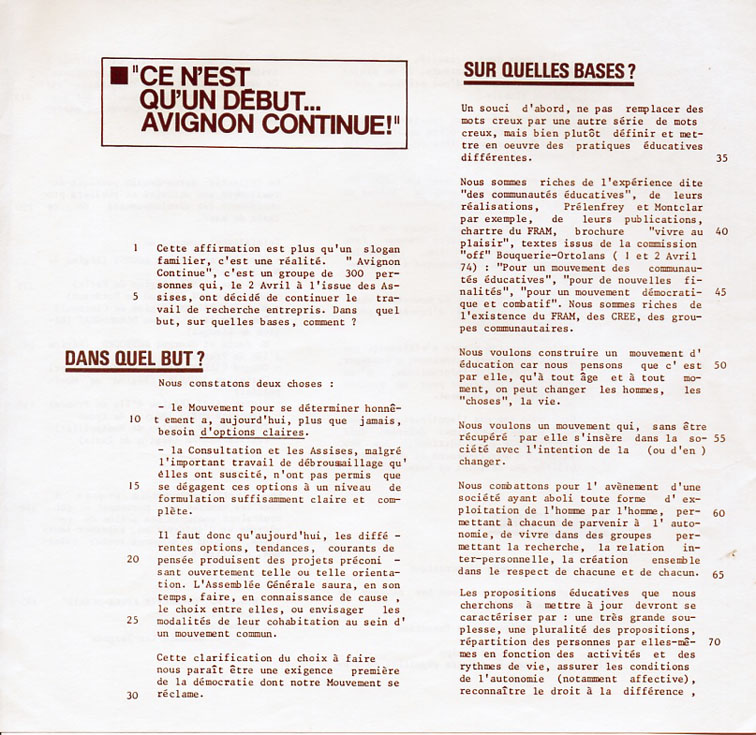 ■ "CE N'EST
QU'UN DÉBUT...
AVIGNON CONTINUE!"
1 Cette affirmation est plus qu'un slogan
familier, c'est une réalité. " Avignon
Continue", c'est un groupe de 300 per-
sonnes qui, le 2 Avril à l'issue des As-
5 sises, ont décidé de continuer le tra-
vail de recherche entrepris. Dans quel
but, sur quelles bases, comment ?
DANS QUEL BUT ?
Nous constatons deux choses :
- le Mouvement pour se déterminer honnê-
10 t ement a, aujourd'hui, plus que jamais,
besoin d'options claires.
- la Consultation et les Assises, malgré
l'important travail de débroussaillage qu'
élles ont suscité, n'ont pas permis que
15 se dégagent ces options à un niveau de
formulation suffisamment claire et com-
plète.
Il faut donc qu'aujourd'hui, les diffé -
rentes options, tendances, courants de
20 pensée produisent des projets préconi -
sant ouvertement telle ou telle orienta-
tion. L'Assemblée Générale saura, en son
temps, faire, en connaissance de cause ,
le choix entre elles, ou envisager les
25 modalités de leur cohabitation au sein d'
un mouvement commun.
Cette clarification du choix à faire
nous paraît être une exigence première
de la démocratie dont notre Mouvement se
30 réclame.
SUR QUELLES BASES ?
Un souci d'abord, ne pas remplacer des
mots creux par une autre série de mots
creux, mais bien plutôt définir et met-
tre en oeuvre des pratiques éducatives
différentes. 35
Nous sommes riches de l'expérience dite
"des communautés éducatives", de leurs
réalisations, Prélenfrey et Montclar
par exemple, de leurs publications,
chartre du FRAM, brochure "vivre au 40
plaisir", textes issus de la commission
"off" Bouquerie-Ortolans ( 1 et 2 Avril
74) : "Pour un mouvement des communau-
tés éducatives", "pour de nouvelles fi-
nalités", "pour un mouvement démocrati- 45
que et combatif". Nous sommes riches de
l'existence du FRAM, des CREE, des grou-
pes communautaires.
Nous voulons construire un mouvement d'
éducation car nous pensons que c' est 50
par elle, qu'à tout âge et à tout mo-
ment, on peut changer les hommes, les
"choses", la vie.
Nous voulons un mouvement qui, sans être
récupéré par elle s'insère dans la so- 55
ciété avec l'intention de la (ou d'en )
changer.
Nous combattons pour l' avènement d'une
société ayant aboli toute forme d' ex-
ploitation de l'homme par l'homme, per- 60
mettant à chacun de parvenir à l' auto-
nomie, de vivre dans des groupes per-
mettant la recherche, la relation in-
ter-personnelle, la création ensemble
dans le respect de chacune et de chacun. 65
Les propositions éducatives que nous
cherchons à mettre à jour devront se
caractériser par : une très grande sou-
plesse, une pluralité des propositions,
répartition des personnes par elles-mê- 70
mes en fonction des activités et des
rythmes de vie, assurer les conditions
de l'autonomie (notamment affective),
reconnaître le droit à la différence ,